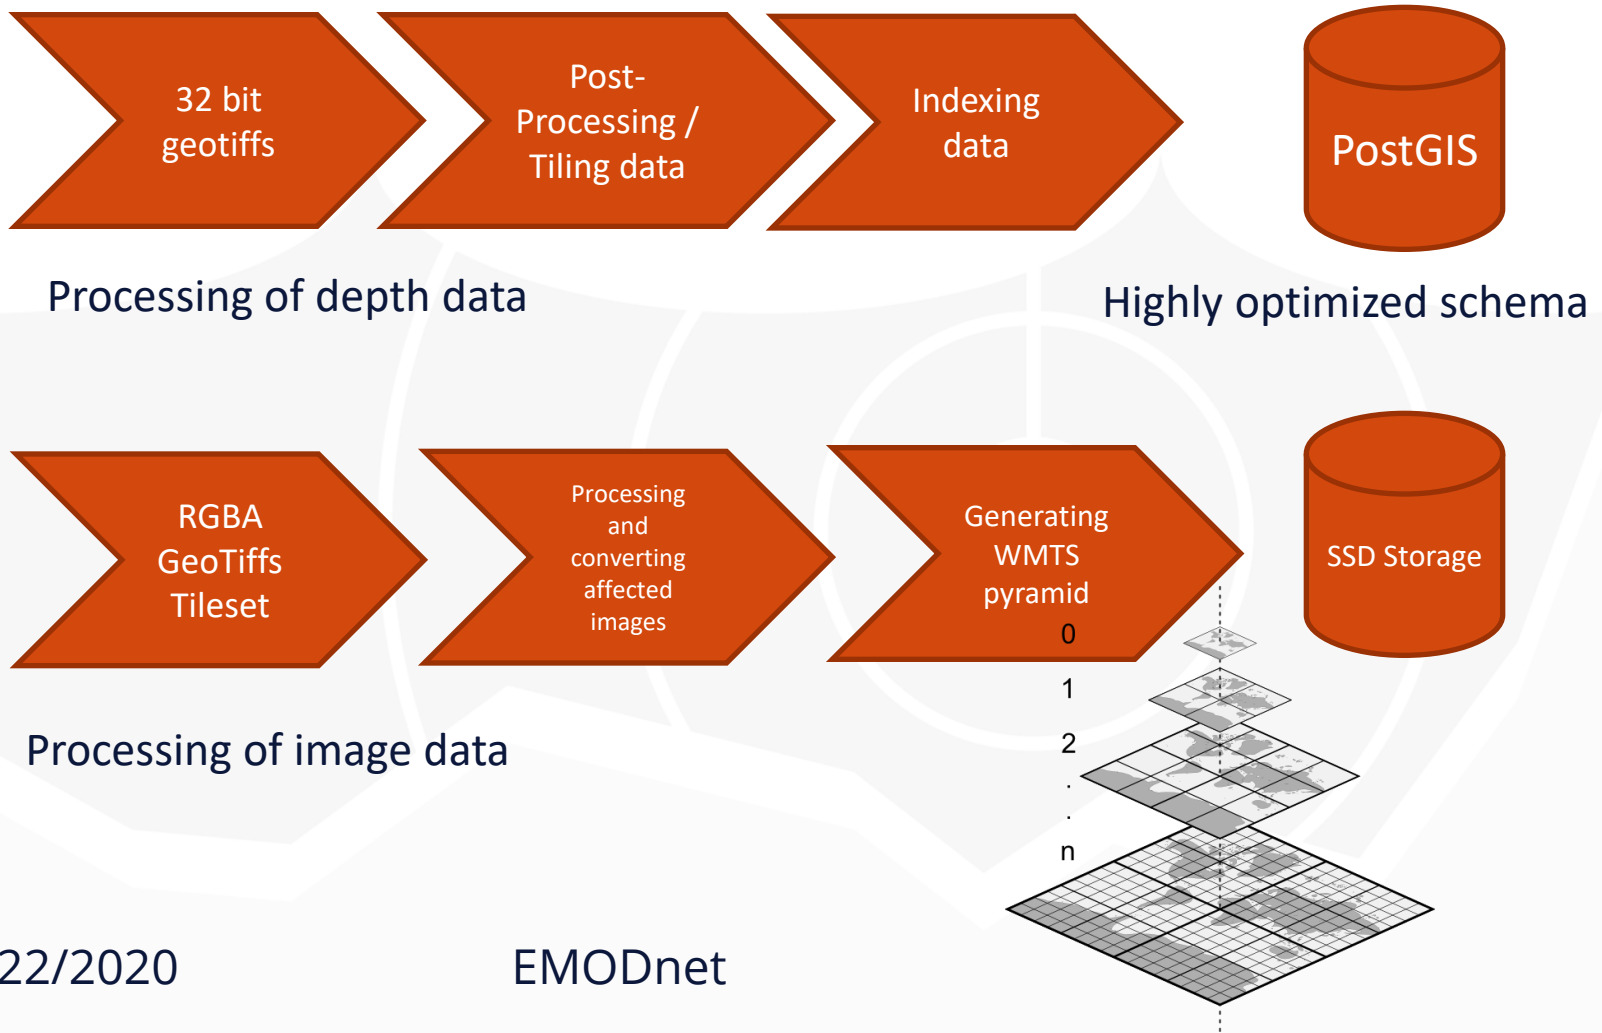 32 bit
geotiffs
Post-
Processing /
Tiling data
Indexing
data
PostGIS
Processing of depth data
Highly optimized schema
RGBA
GeoTiffs
Tileset
Processing
and
converting
affected
images
Generating
WMTS
pyramid
SSD Storage
0
1
2
.
.
n
Processing of image data
22/2020
EMODnet